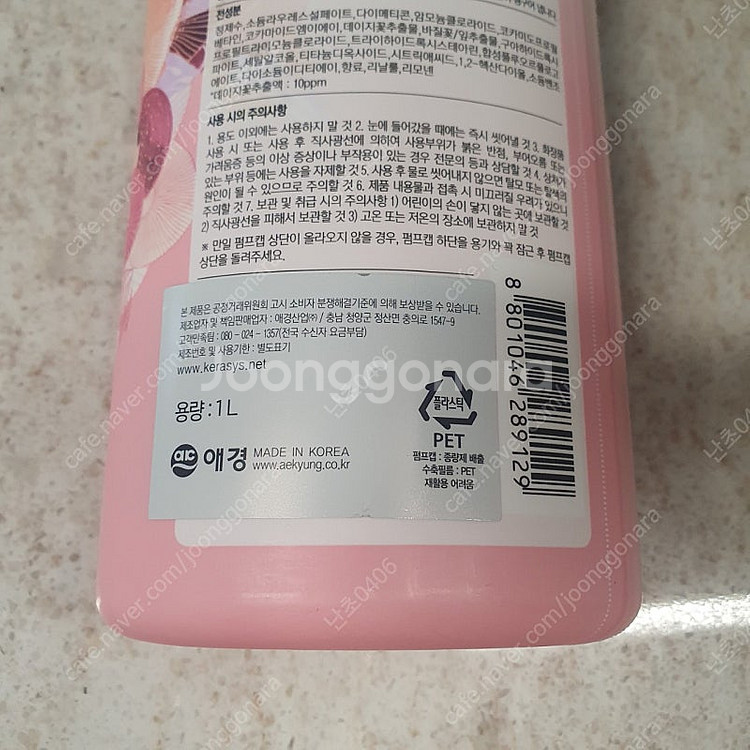 전성분
정제수, 소듐라우레스설페이트, 다이메티콘, 암모늄클로라이드, 코카미도프로필
베타인, 코카마이드엠이에이, 데이지꽃추출물, 바질꽃/잎추출물, 구아하이드록시
프로필트라이모늄클로라이드, 트라이하이드록시스테아린, 합성플루오르플로고
파이트, 세틸알코올, 티타늄디옥사이드, 시트릭애씨드, 1,2-헥산다이올, 소듐벤조
에이트, 다이소듐이디티에이, 향료, 리날룰, 리모넨
*데이지꽃추출액 : 10ppm
사용 시의 주의사항
1. 용도 이외에는 사용하지 말 것 2. 눈에 들어갔을 때에는 즉시 씻어낼 것 3. 화장품
사용 시 또는 사용 후 직사광선에 의하여 사용부위가 붉은 반점, 부어오름 또는
가려움증 등의 이상 증상이나 부작용이 있는 경우 전문의 등과 상담할 것 4. 상처가
있는 부위 등에는 사용을 자제할 것 5. 사용 후 물로 씻어내지 않으면 탈모 또는 탈색의
원인이 될 수 있으므로 주의할 것 6. 제품 내용물과 접촉 시 미끄러질 우려가 있으니
주의할 것 7. 보관 및 취급 시의 주의사항 1) 어린이의 손이 닿지 않는 곳에 보관할 것
2) 직사광선을 피해서 보관할 것 3) 고온 또는 저온의 장소에 보관하지 말 것
※ 만일 펌프캡 상단이 올라오지 않을 경우, 펌프캡 하단을 용기와 꽉 잠근 후 펌프캡
상단을 돌려주세요.
본 제품은 공정거래위원회 고시 소비자 분쟁해결기준에 의해 보상받을 수 있습니다.
제조업자 및 책임판매업자 : 애경산업㈜ / 충남 청양군 정산면 충의로 1547-9
고객만족팀 : 080 - 024 - 1357(전국 수신자 요금부담)
제조번호 및 사용기한 : 별도표기
www.kerasys.net
용량 : 1 L
플라스틱
PET
펌프캡 : 종량제 배출
수축필름 : PET
재활용 어려움
aic 애경 MADE IN KOREA
www.aekyung.co.kr
8 801046 289129
joonggonara
cafe.naver.com/joonggonara
난초0406